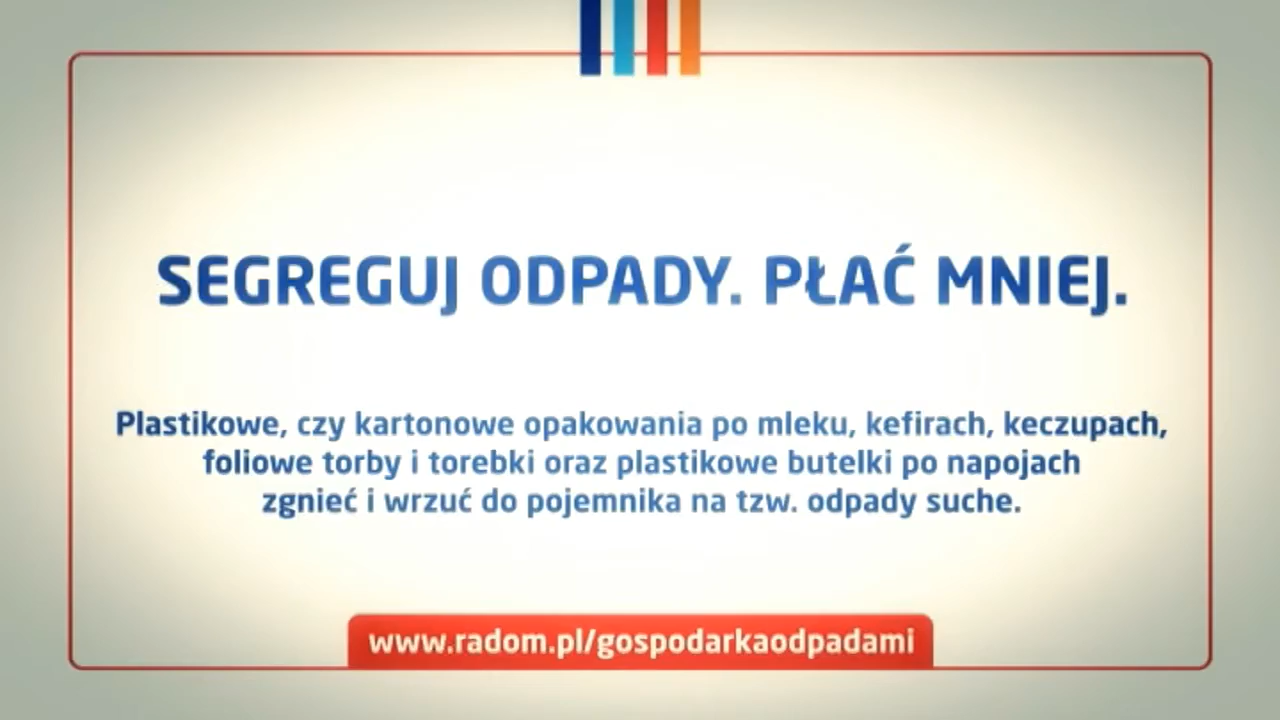 SEGREGUJ ODPADY. PŁAĆ MNIEJ.
Plastikowe, czy kartonowe opakowania po mleku, kefirach, keczupach,
foliowe torby i torebki oraz plastikowe butelki po napojach
zgnieć i wrzuć do pojemnika na tzw. odpady suche.
www.radom.pl/gospodarkaodpadami